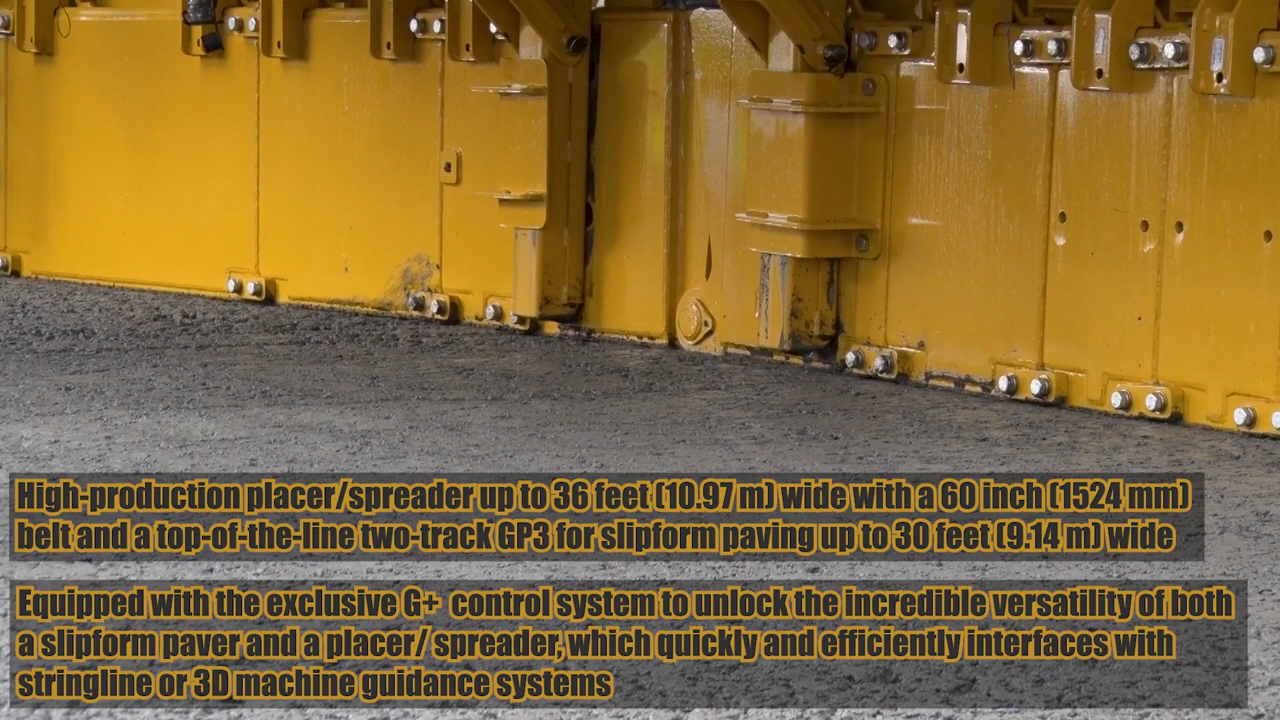 High-production placer/spreader up to 36 feet (10.97 m) wide with a 60 inch (1524 mm)
belt and a top-of-the-line two-track GP3 for slipform paving up to 30 feet (9.14 m) wide
Equipped with the exclusive G+ control system to unlock the incredible versatility of both
a slipform paver and a placer/ spreader, which quickly and efficiently interfaces with
stringline or 3D machine guidance systems